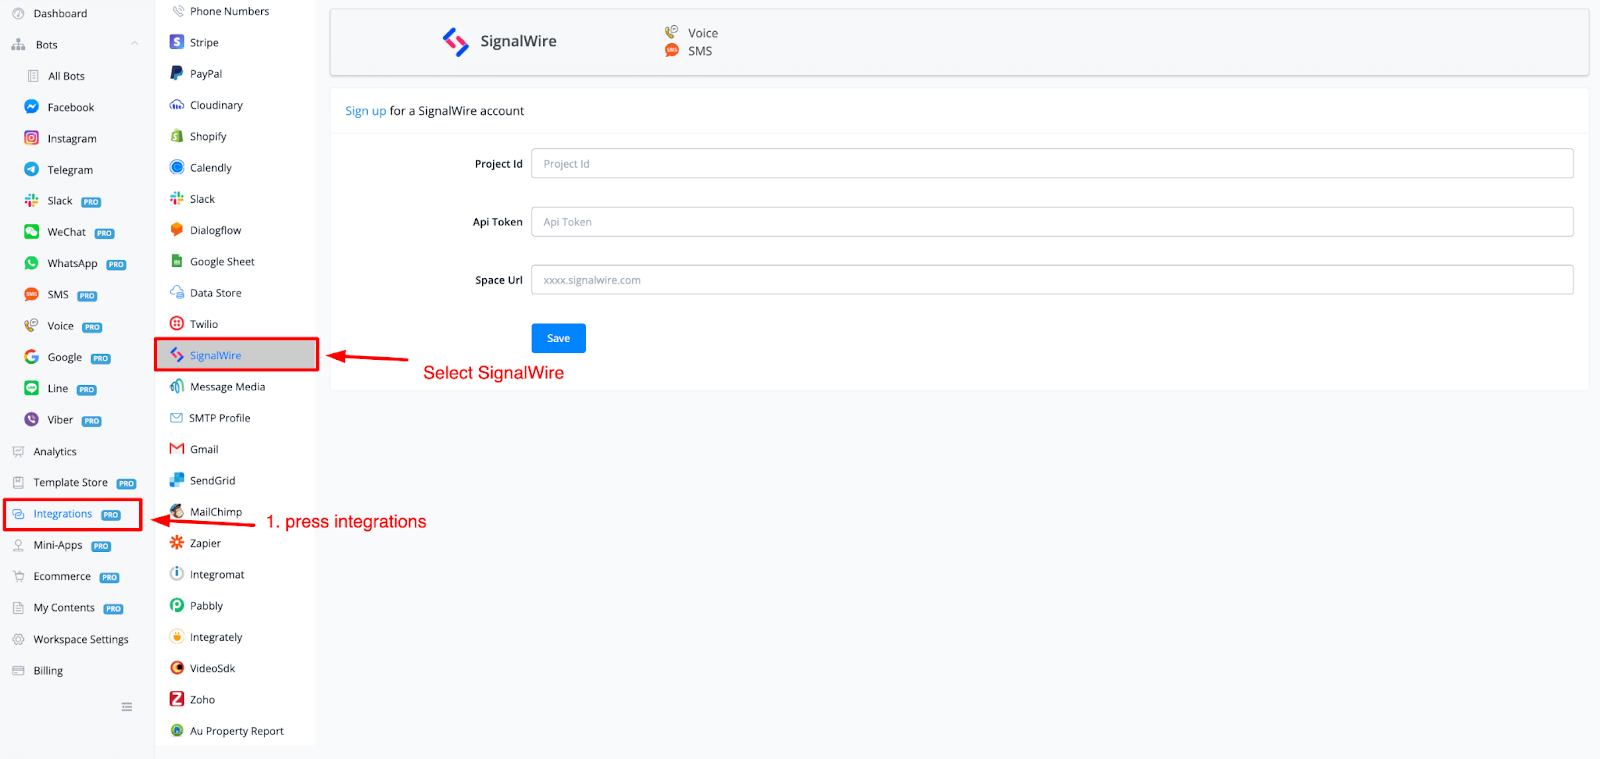 Dashboard
Bots
All Bots
Facebook
Instagram
Telegram
Slack PRO
WeChat PRO
WhatsApp PRO
SMS SMS PRO
Voice PRO
Google PRO
LINE Line PRO
Viber PRO
Analytics
Template Store PRO
Integrations PRO
Mini-Apps PRO
Ecommerce PRO
My Contents PRO
Workspace Settings
Billing
Phone Numbers
Stripe
PayPal
Cloudinary
Shopify
Calendly
Slack
Dialogflow
Google Sheet
Data Store
Twilio
SignalWire
Message Media
SMTP Profile
Gmail
SendGrid
MailChimp
Zapier
Integromat
Pabbly
Integrately
VideoSdk
Zoho
Au Property Report
SignalWire
Voice
SMS SMS
Sign up for a SignalWire account
Project Id Project Id
Api Token Api Token
Space Url xxxx.signalwire.com
Save
Select SignalWire
1. press integrations